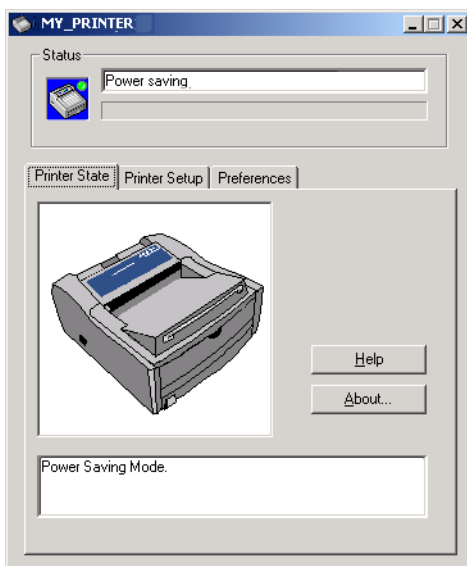 MY_PRINTER
Status
Power saving.
Printer State
Printer Setup
Preferences
Help
About...
Power Saving Mode.